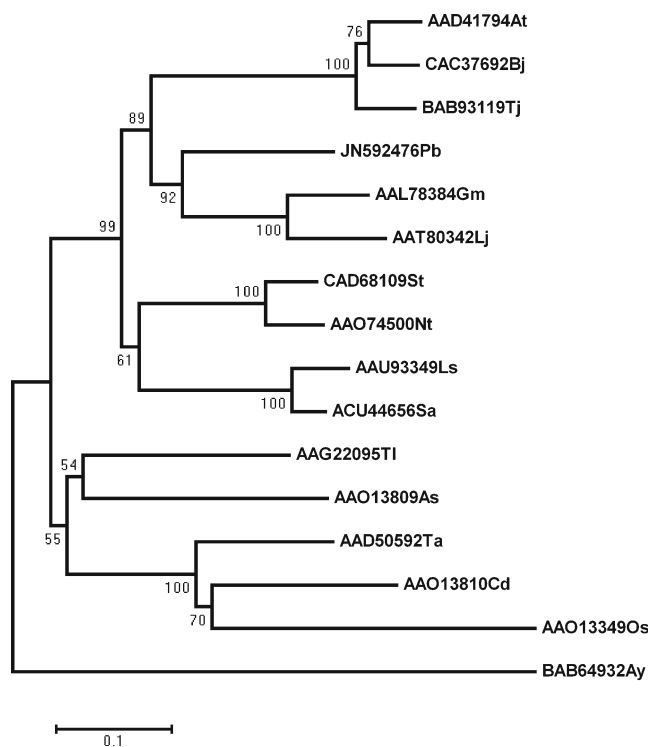 AAD41794At
76
CAC37692Bj
100
BAB93119Tj
89
JN592476Pb
92
AAL78384Gm
100
AAT80342Lj
99
CAD68109St
100
AAO74500Nt
61
AAU93349Ls
100
ACU44656Sa
AAG22095Tl
54
AAO13809As
55
AAD50592Ta
100
AAO13810Cd
70
AAO13349Os
BAB64932Ay
0.1